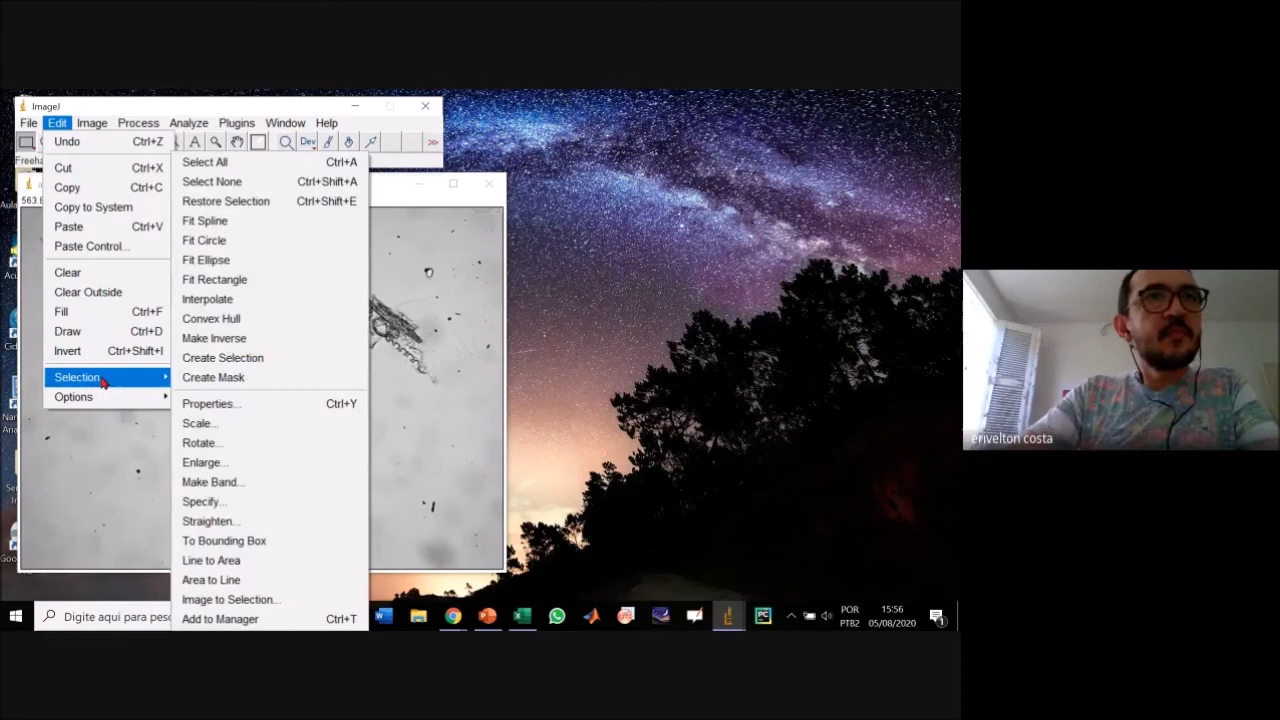 ImageJ
File Edit Image Process Analyze Plugins Window Help
Dev
>>
Freeha
563.8
Undo Ctrl+Z
Cut Ctrl+X
Copy Ctrl+C
Copy to System
Paste Ctrl+V
Paste Control...
Clear
Clear Outside
Fill Ctrl+F
Draw Ctrl+D
Invert Ctrl+Shift+I
Selection
Options
Select All Ctrl+A
Select None Ctrl+Shift+A
Restore Selection Ctrl+Shift+E
Fit Spline
Fit Circle
Fit Ellipse
Fit Rectangle
Interpolate
Convex Hull
Make Inverse
Create Selection
Create Mask
Properties... Ctrl+Y
Scale...
Rotate...
Enlarge...
Make Band...
Specify...
Straighten...
To Bounding Box
Line to Area
Area to Line
Image to Selection...
Add to Manager Ctrl+T
erivelton costa
Digite aqui para pesq
POR
PTB2
15:56
05/08/2020